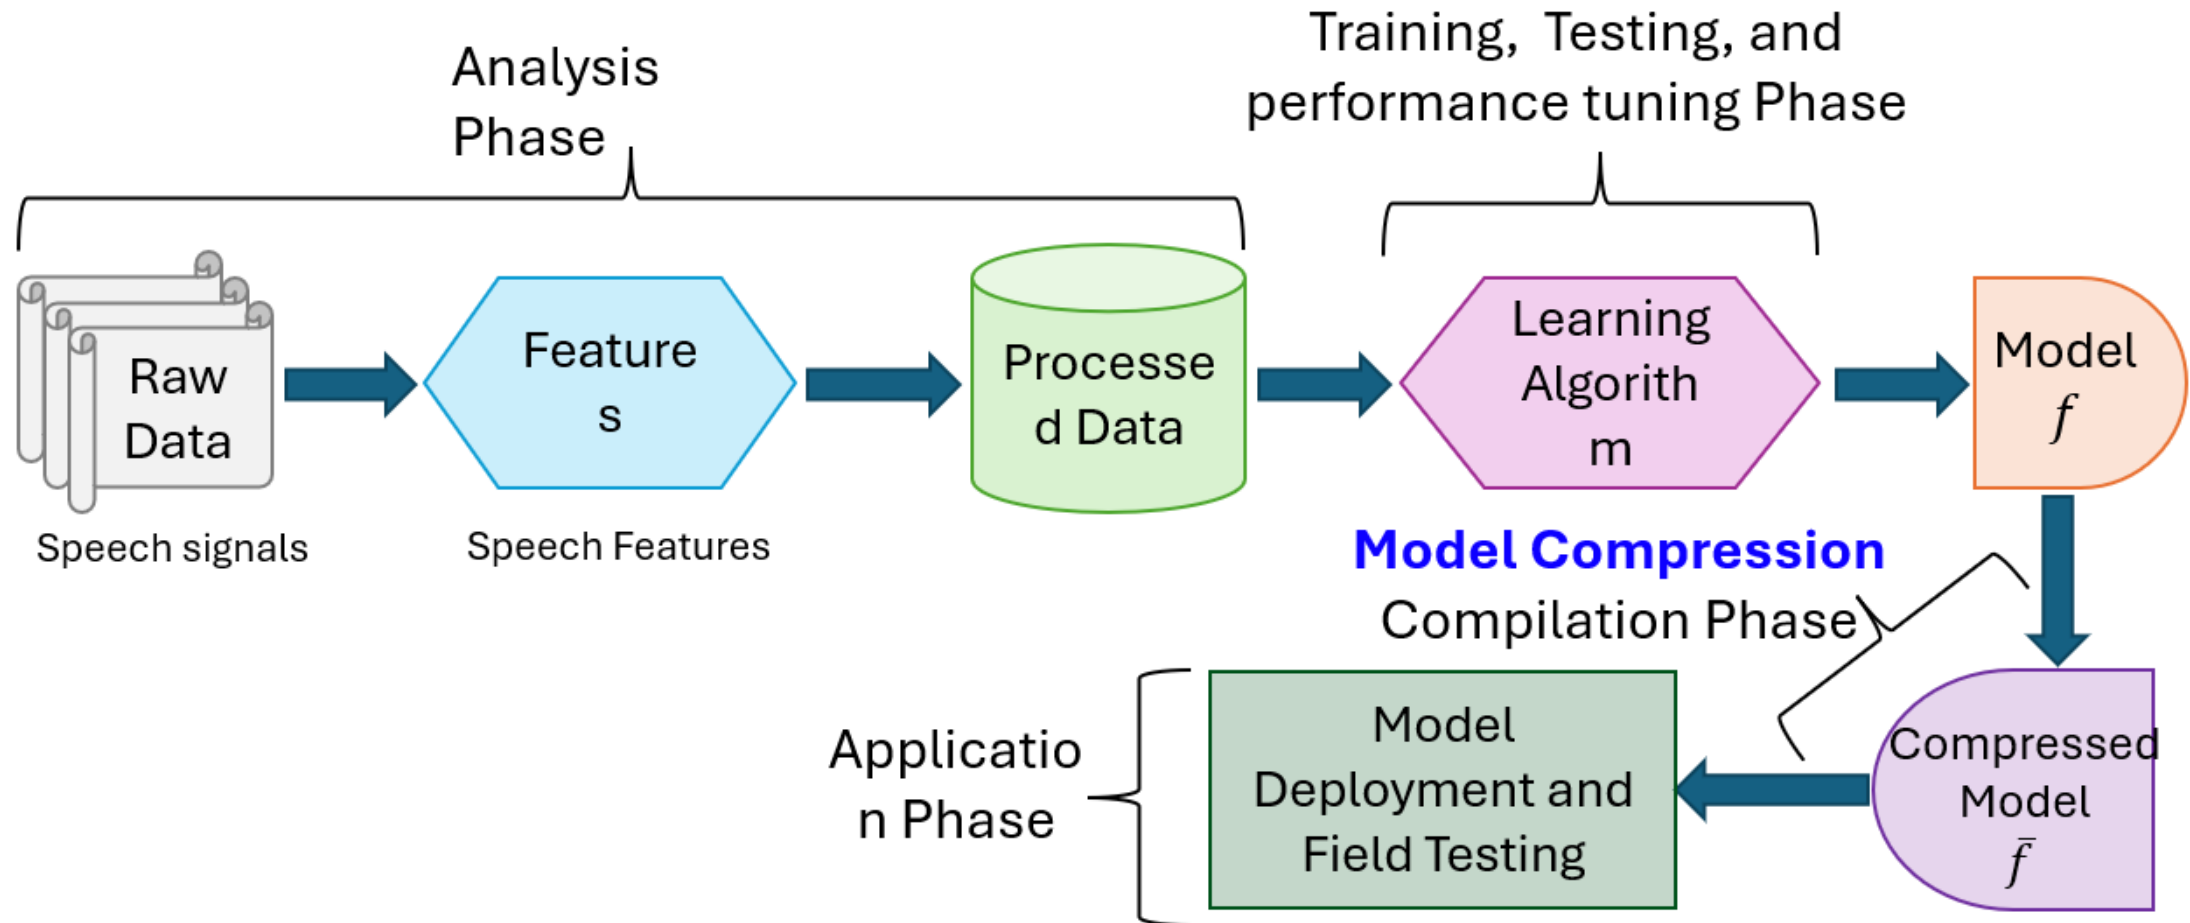 Analysis
Phase
Training, Testing, and
performance tuning Phase
Raw
Data
Feature
s
Processe
d Data
Learning
Algorith
m
Model
f
Speech signals
Speech Features
Model Compression
Compilation Phase
Applicatio
n Phase
Model
Deployment and
Field Testing
Compressed
Model
f̄